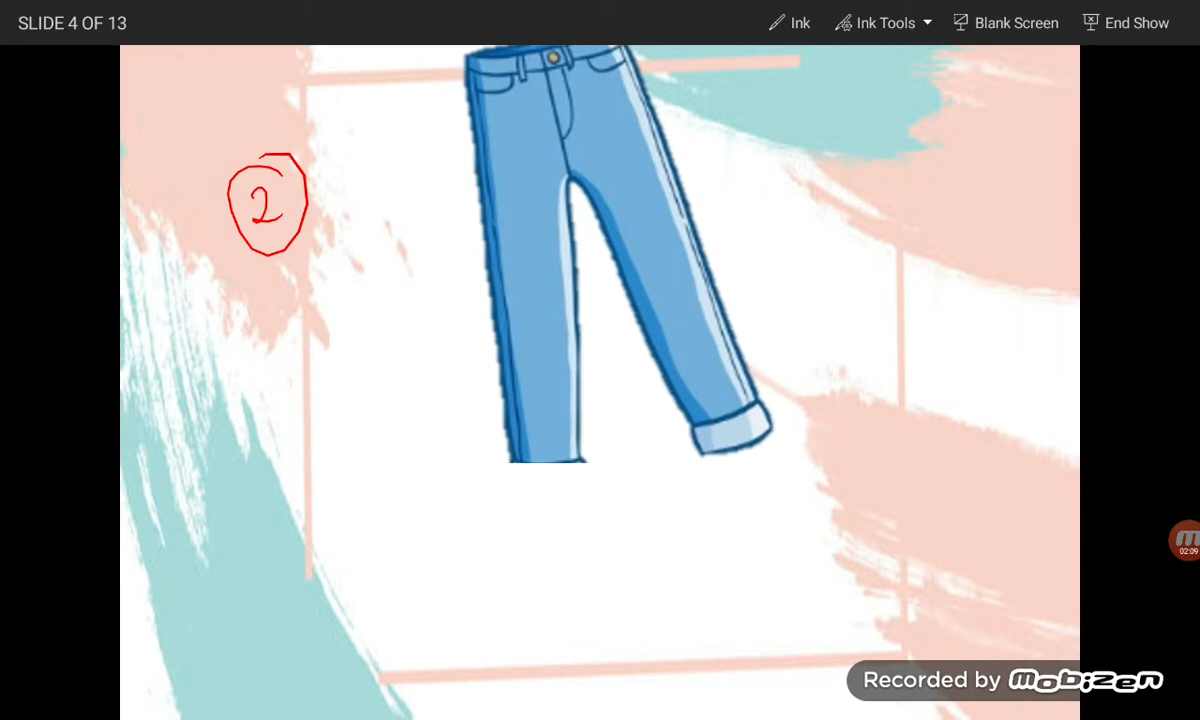 SLIDE 4 OF 13
Ink
Ink Tools
Blank Screen
End Show
2
02:09
Recorded by mobizen